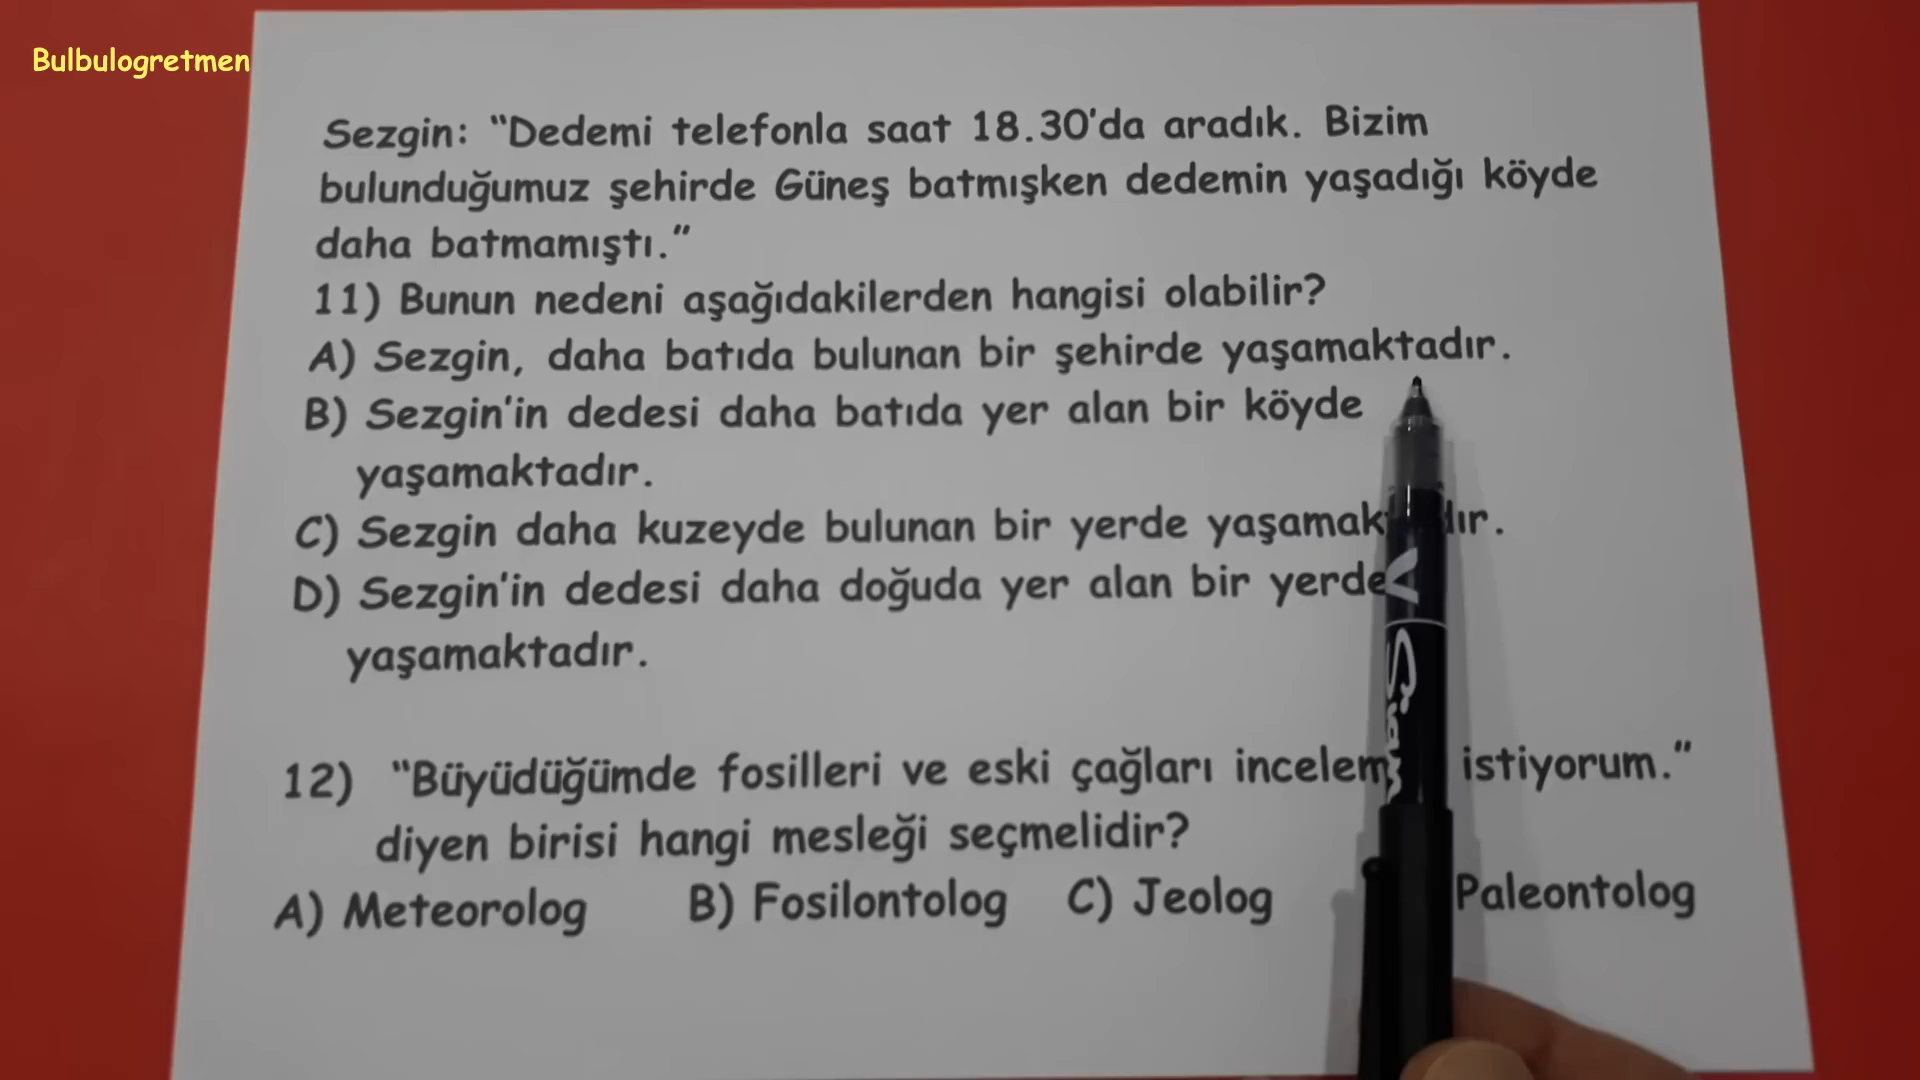 Bulbulogretmen
Sezgin: “Dedemi telefonla saat 18.30’da aradık. Bizim
bulunduğumuz şehirde Güneş batmışken dedemin yaşadığı köyde
daha batmamıştı.”
11) Bunun nedeni aşağıdakilerden hangisi olabilir?
A) Sezgin, daha batıda bulunan bir şehirde yaşamaktadır.
B) Sezgin’in dedesi daha batıda yer alan bir köyde
yaşamaktadır.
C) Sezgin daha kuzeyde bulunan bir yerde
D) Sezgin’in dedesi daha doğuda yer alan bir yerde
yaşamaktadır.
12) “Büyüdüğümde fosilleri ve eski çağları istiyorum.”
diyen birisi hangi mesleği seçmelidir?
A) Meteorolog B) Fosilontolog C) Jeolog Paleontolog